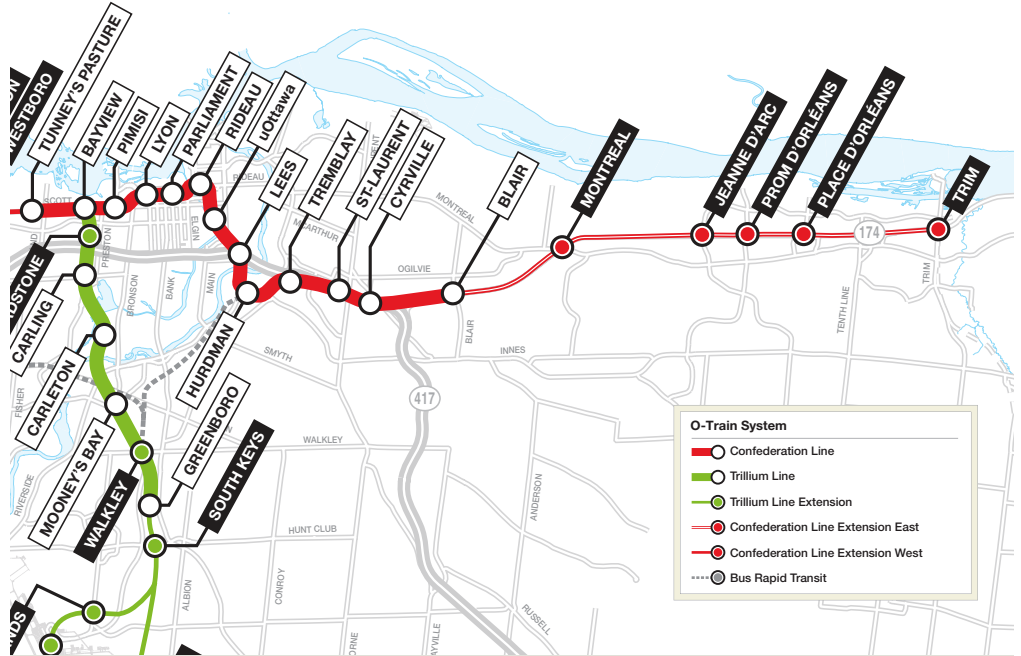 WESTBORO
TUNNEY'S PASTURE
BAYVIEW
PIMISI
LYON
PARLIAMENT
RIDEAU
uOttawa
LEES
TREMBLAY
ST-LAURENT
CYRVILLE
BLAIR
MONTREAL
JEANNE D'ARC
PROM D'ORLÉANS
PLACE D'ORLÉANS
TRIM
SCOTT
RIDEAU
MONTREAL
MCARTHUR
OGILVIE
ELGIN
PRESTON
BRONSON
BANK
MAIN
174
TRIM
TENTH LINE
BLAIR
INNES
SMYTH
CARLING
CARLETON
HURDMAN
FISHER
417
MOONEY'S BAY
WALKLEY
GREENBORO
SOUTH KEYS
WALKLEY
RIVERSIDE
ANDERSON
HUNT CLUB
ALBION
CONROY
RUSSELL
O-Train System
Confederation Line
Trillium Line
Trillium Line Extension
Confederation Line Extension East
Confederation Line Extension West
Bus Rapid Transit